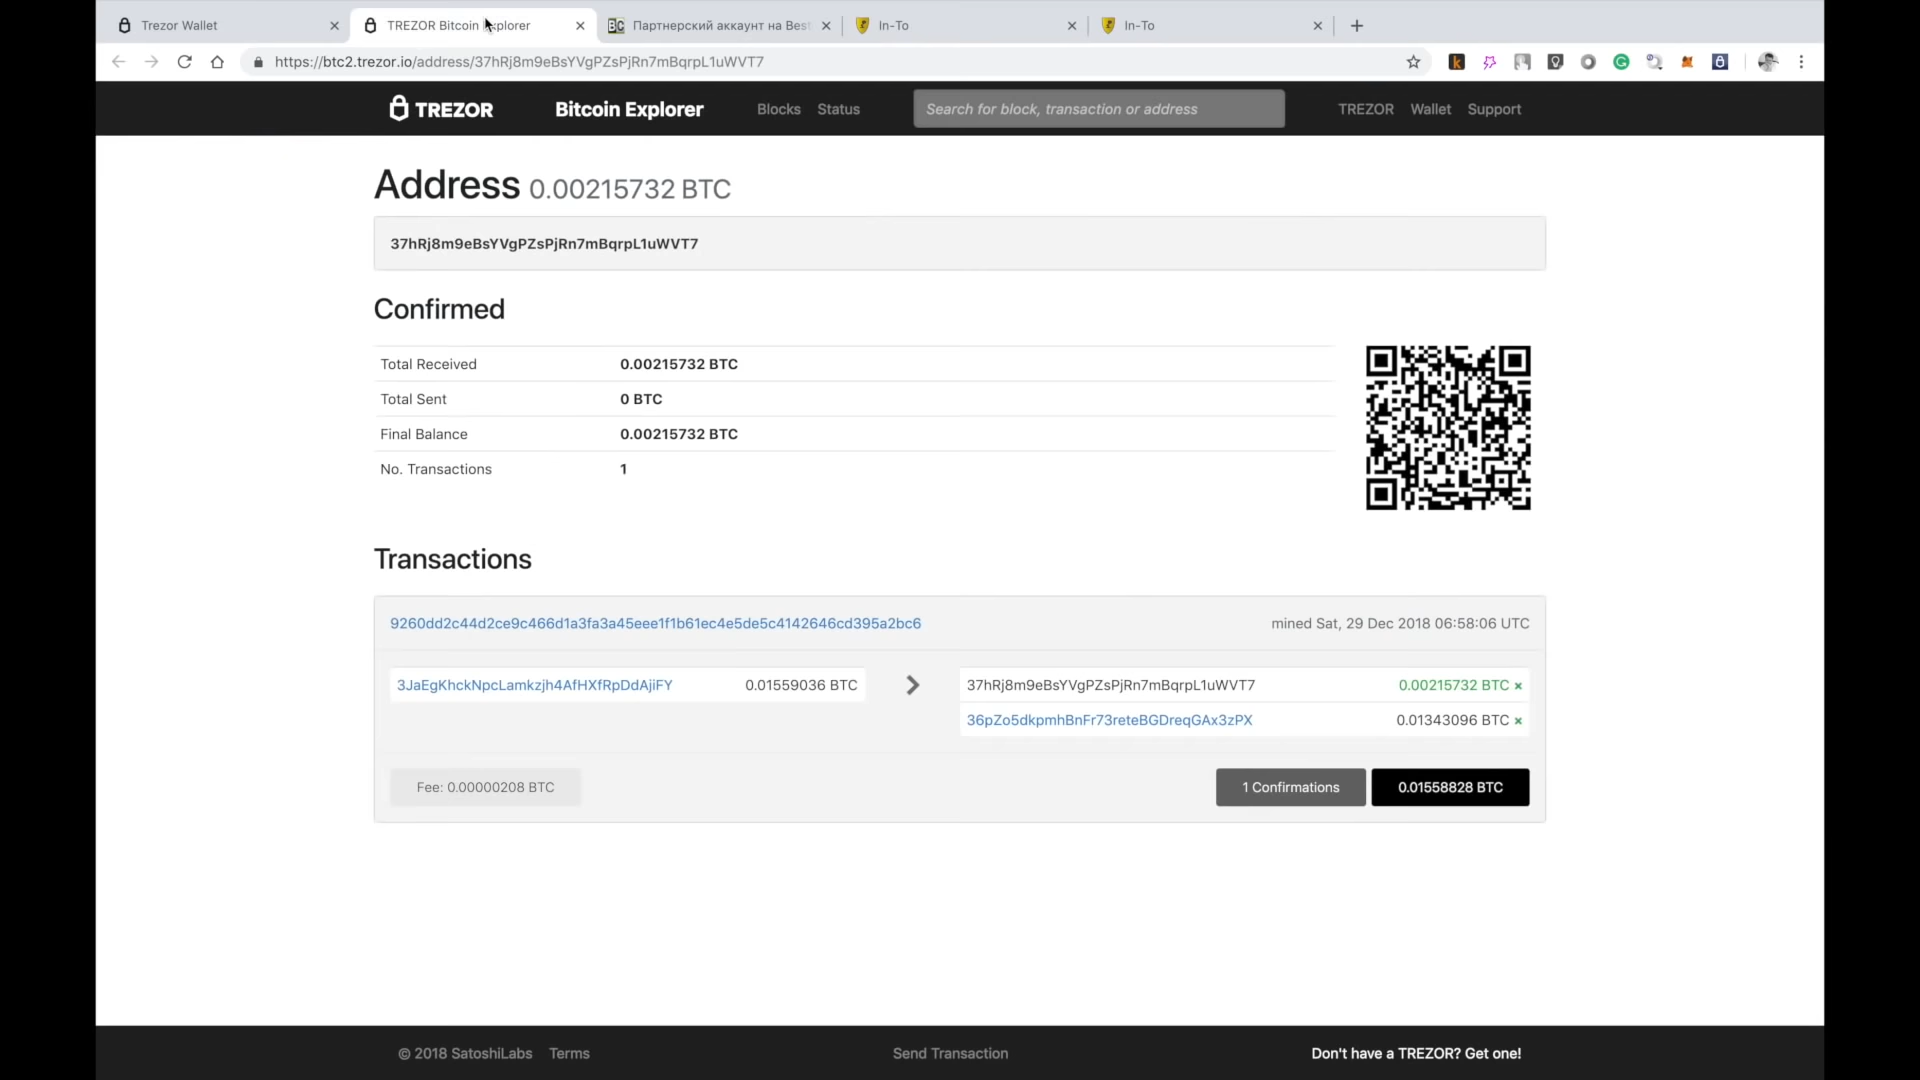 Trezor Wallet
TREZOR Bitcoin Explorer
Партнерский аккаунт на Best
In-To
In-To
https://btc2.trezor.io/address/37hRj8m9eBsYVgPZsPjRn7mBqrpL1uWVT7
TREZOR Bitcoin Explorer Blocks Status Search for block, transaction or address TREZOR Wallet Support
Address 0.00215732 BTC
37hRj8m9eBsYVgPZsPjRn7mBqrpL1uWVT7
Confirmed
Total Received 0.00215732 BTC
Total Sent 0 BTC
Final Balance 0.00215732 BTC
No. Transactions 1
Transactions
9260dd2c44d2ce9c466d1a3fa3a45eee1f1b61ec4e5de5c4142646cd395a2bc6 mined Sat, 29 Dec 2018 06:58:06 UTC
3JaEgKhckNpcLamkzjh4AfHXfRpDdAjiFY 0.01559036 BTC
37hRj8m9eBsYVgPZsPjRn7mBqrpL1uWVT7 0.00215732 BTC ×
36pZo5dkpmhBnFr73reteBGDreqGAx3zPX 0.01343096 BTC ×
Fee: 0.00000208 BTC 1 Confirmations 0.01558828 BTC
© 2018 SatoshiLabs Terms Send Transaction Don't have a TREZOR? Get one!